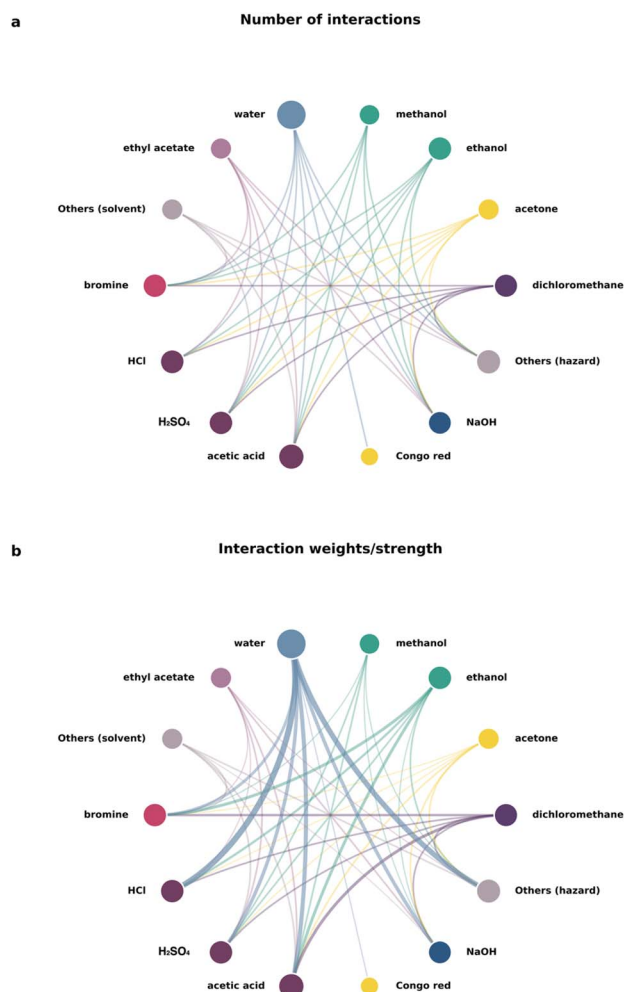 a
Number of interactions
water
methanol
ethyl acetate
ethanol
Others (solvent)
acetone
bromine
dichloromethane
HCl
Others (hazard)
H₂SO₄
NaOH
acetic acid
Congo red
b
Interaction weights/strength
water
methanol
ethyl acetate
ethanol
Others (solvent)
acetone
bromine
dichloromethane
HCl
Others (hazard)
H₂SO₄
NaOH
acetic acid
Congo red